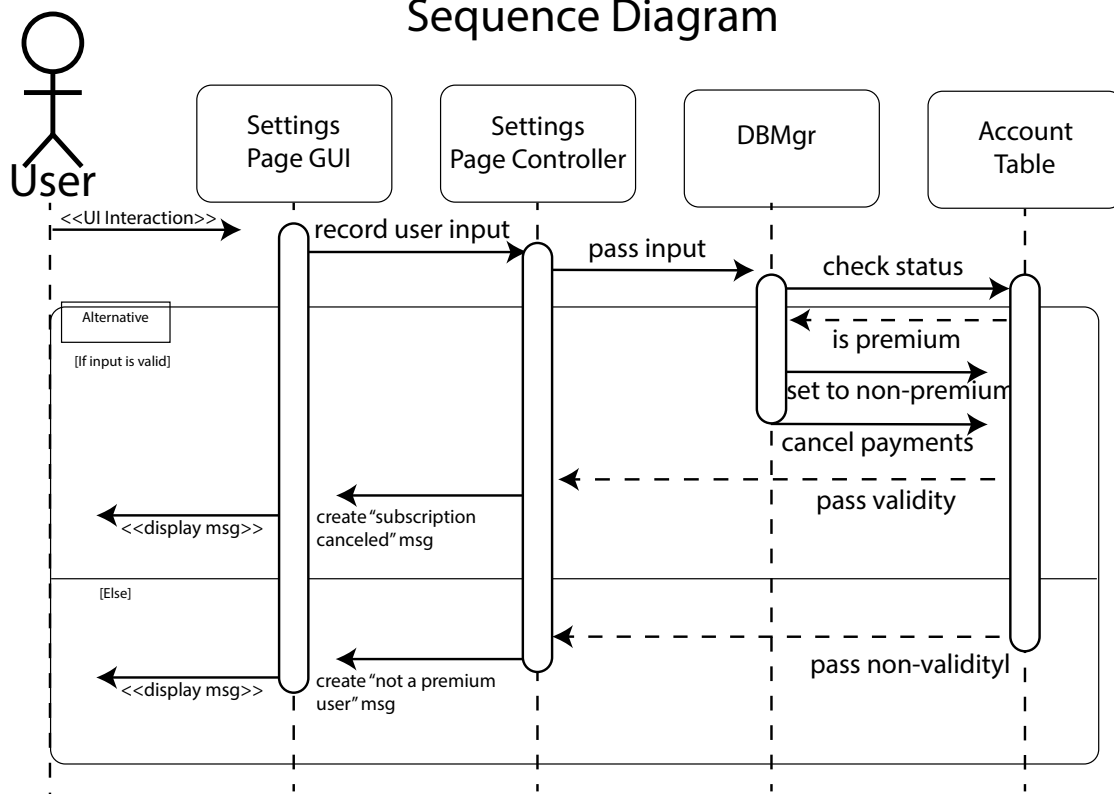 Sequence Diagram
User
Settings
Page GUI
Settings
Page Controller
DBMgr
Account
Table
<<UI Interaction>>
record user input
pass input
check status
Alternative
[If input is valid]
is premium
set to non-premium
cancel payments
pass validity
create “subscription
canceled” msg
<<display msg>>
[Else]
pass non-validityl
create “not a premium
user” msg
<<display msg>>